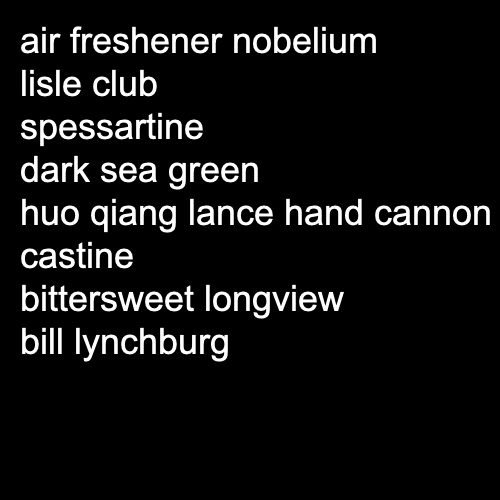 air freshener nobelium
lisle club
spessartine
dark sea green
huo qiang lance hand cannon
castine
bittersweet longview
bill lynchburg